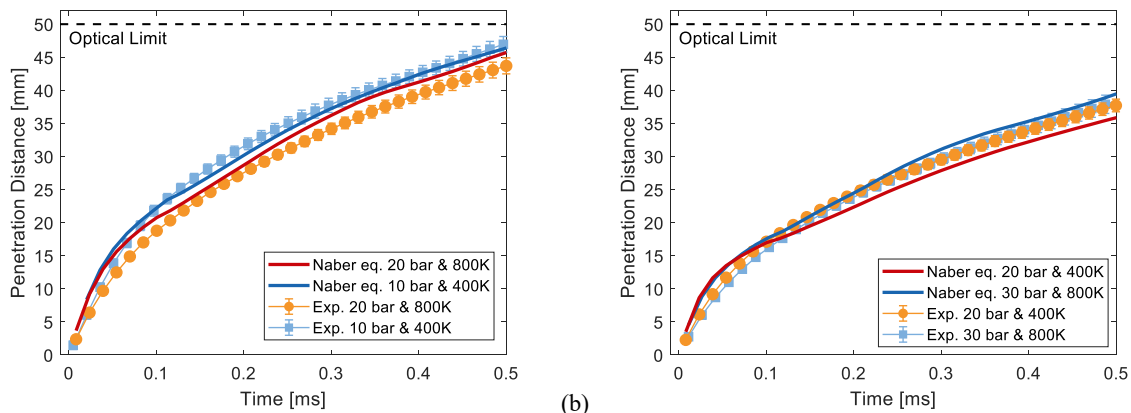 50
45
40
35
30
25
20
15
10
5
0
Penetration Distance [mm]
Optical Limit
Naber eq. 20 bar & 800K
Naber eq. 10 bar & 400K
Exp. 20 bar & 800K
Exp. 10 bar & 400K
0 0.1 0.2 0.3 0.4 0.5
Time [ms]
(b)
50
45
40
35
30
25
20
15
10
5
0
Penetration Distance [mm]
Optical Limit
Naber eq. 20 bar & 400K
Naber eq. 30 bar & 800K
Exp. 20 bar & 400K
Exp. 30 bar & 800K
0 0.1 0.2 0.3 0.4 0.5
Time [ms]